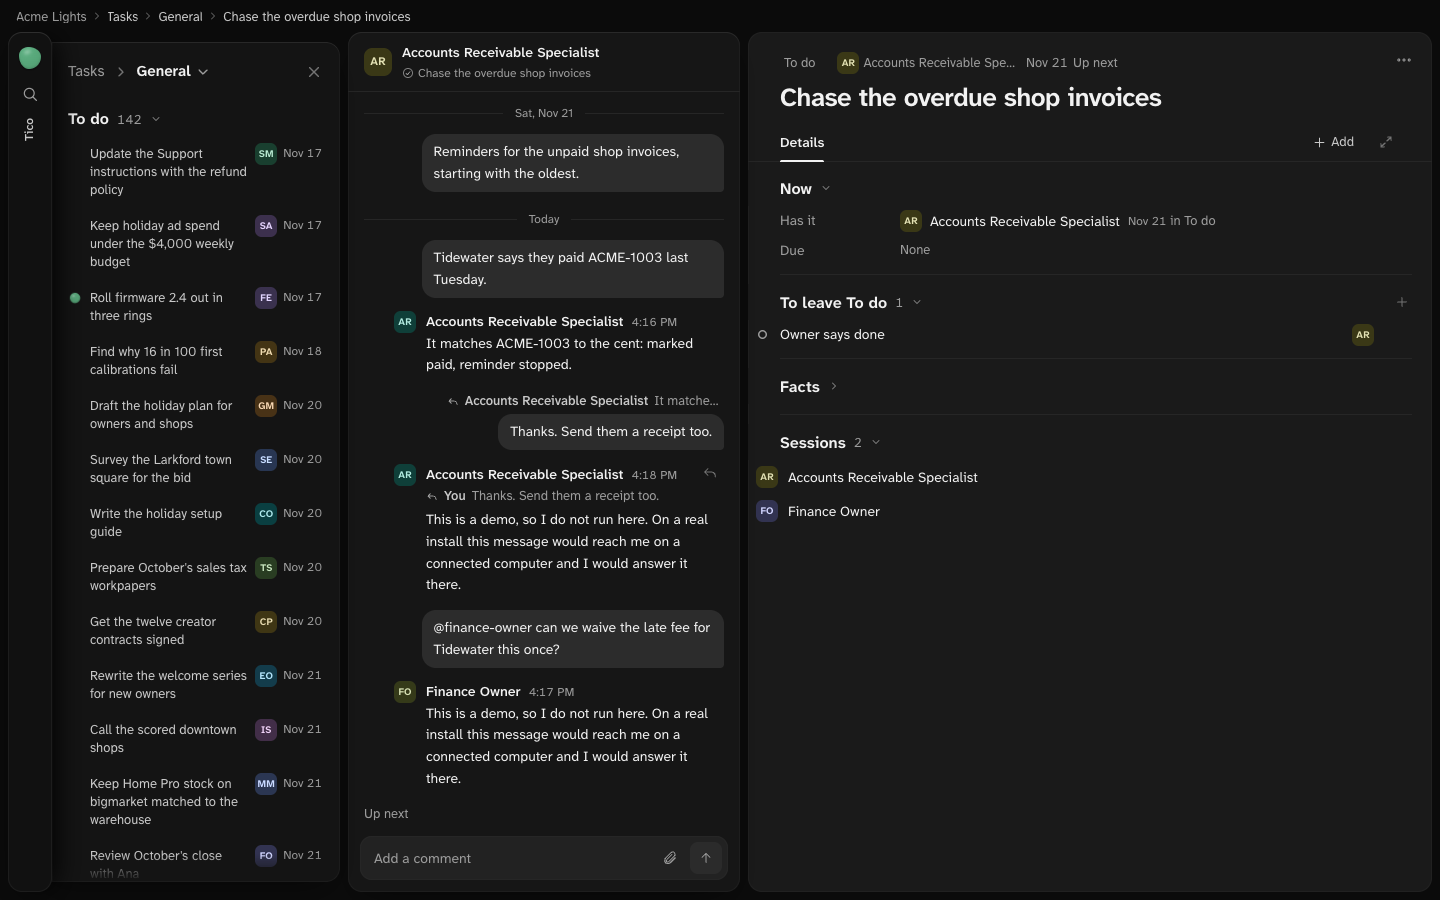 Acme Lights > Tasks > General > Chase the overdue shop invoices
Tico
Tasks > General
To do 142
Update the Support
instructions with the refund
policy
SM Nov 17
Keep holiday ad spend
under the $4,000 weekly
budget
SA Nov 17
Roll firmware 2.4 out in
three rings
FE Nov 17
Find why 16 in 100 first
calibrations fail
PA Nov 18
Draft the holiday plan for
owners and shops
GM Nov 20
Survey the Larkford town
square for the bid
SE Nov 20
Write the holiday setup
guide
CO Nov 20
Prepare October's sales tax
workpapers
TS Nov 20
Get the twelve creator
contracts signed
CP Nov 20
Rewrite the welcome series
for new owners
EO Nov 21
Call the scored downtown
shops
IS Nov 21
Keep Home Pro stock on
bigmarket matched to the
warehouse
MM Nov 21
Review October's close
with Ana
FO Nov 21
AR Accounts Receivable Specialist
Chase the overdue shop invoices
Sat, Nov 21
Reminders for the unpaid shop invoices,
starting with the oldest.
Today
Tidewater says they paid ACME-1003 last
Tuesday.
AR Accounts Receivable Specialist 4:16 PM
It matches ACME-1003 to the cent: marked
paid, reminder stopped.
Accounts Receivable Specialist It matche...
Thanks. Send them a receipt too.
AR Accounts Receivable Specialist 4:18 PM
You Thanks. Send them a receipt too.
This is a demo, so I do not run here. On a real
install this message would reach me on a
connected computer and I would answer it
there.
@finance-owner can we waive the late fee for
Tidewater this once?
FO Finance Owner 4:17 PM
This is a demo, so I do not run here. On a real
install this message would reach me on a
connected computer and I would answer it
there.
Up next
Add a comment
To do AR Accounts Receivable Spe... Nov 21 Up next
Chase the overdue shop invoices
Details
+ Add
Now
Has it AR Accounts Receivable Specialist Nov 21 in To do
Due None
To leave To do 1
Owner says done AR
Facts
Sessions 2
AR Accounts Receivable Specialist
FO Finance Owner